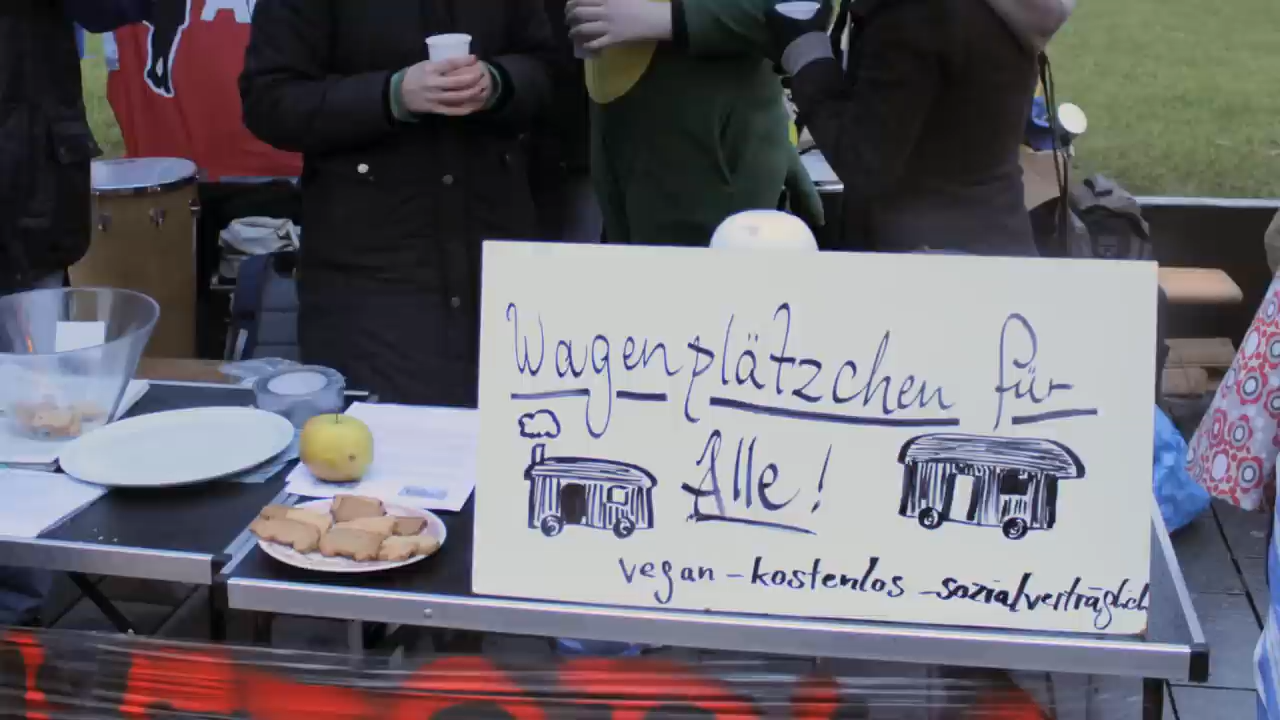 Wagenplätzchen für
Alle!
vegan - kostenlos - sozialverträglich